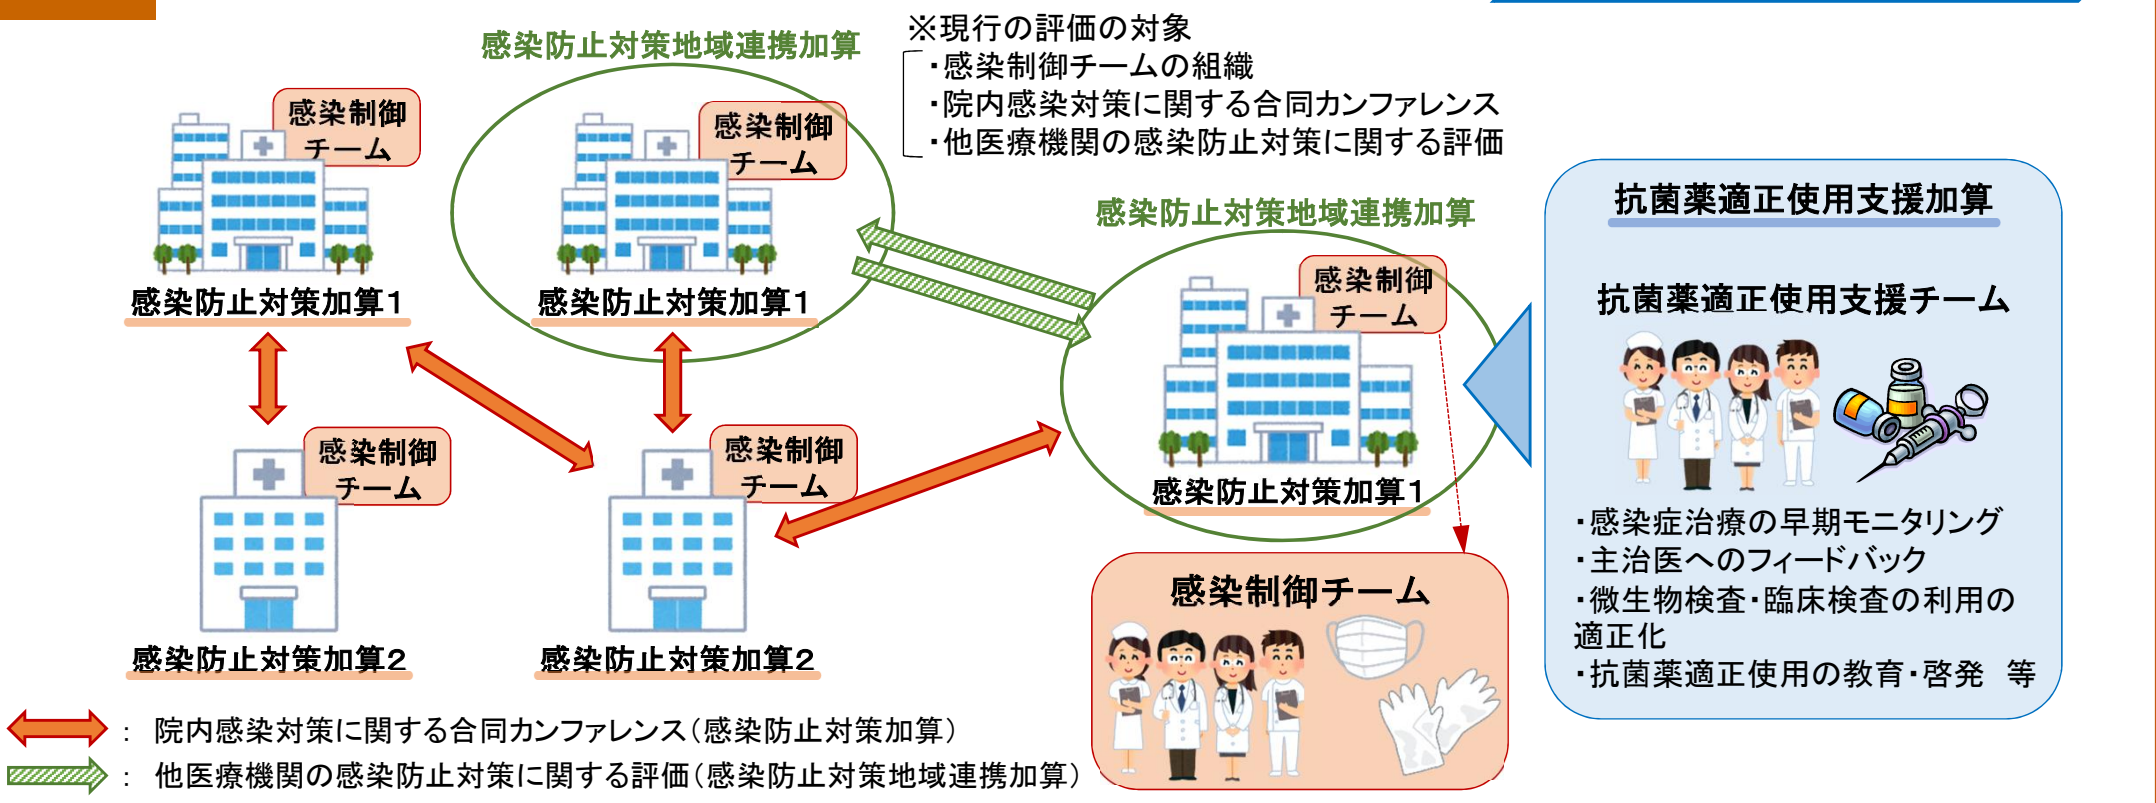 感染防止対策地域連携加算
※現行の評価の対象
・感染制御チームの組織
・院内感染対策に関する合同カンファレンス
・他医療機関の感染防止対策に関する評価
感染制御
チーム
感染防止対策加算1
感染制御
チーム
感染防止対策加算1
感染防止対策地域連携加算
感染制御
チーム
感染防止対策加算1
感染制御
チーム
感染防止対策加算2
感染制御
チーム
感染防止対策加算2
感染制御チーム
抗菌薬適正使用支援加算
抗菌薬適正使用支援チーム
・感染症治療の早期モニタリング
・主治医へのフィードバック
・微生物検査・臨床検査の利用の
適正化
・抗菌薬適正使用の教育・啓発　等
： 院内感染対策に関する合同カンファレンス（感染防止対策加算）
： 他医療機関の感染防止対策に関する評価（感染防止対策地域連携加算）